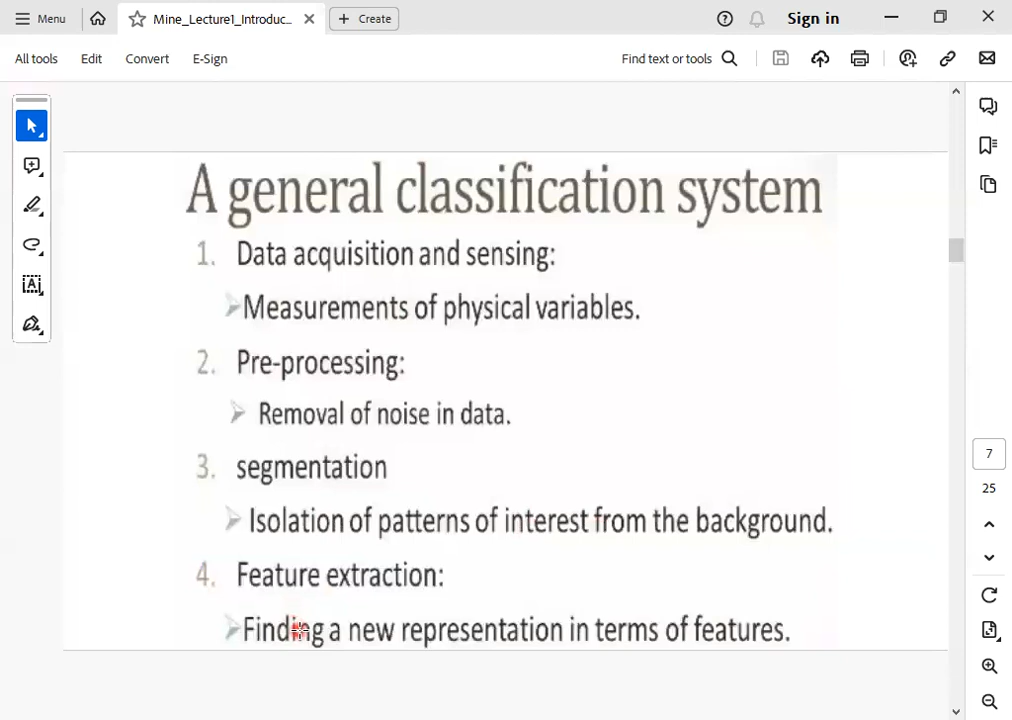 Menu
Mine_Lecture1_Introduc...
Create
Sign in
All tools
Edit
Convert
E-Sign
Find text or tools
A general classification system
1. Data acquisition and sensing:
Measurements of physical variables.
2. Pre-processing:
Removal of noise in data.
3. segmentation
Isolation of patterns of interest from the background.
4. Feature extraction:
Finding a new representation in terms of features.
7
25